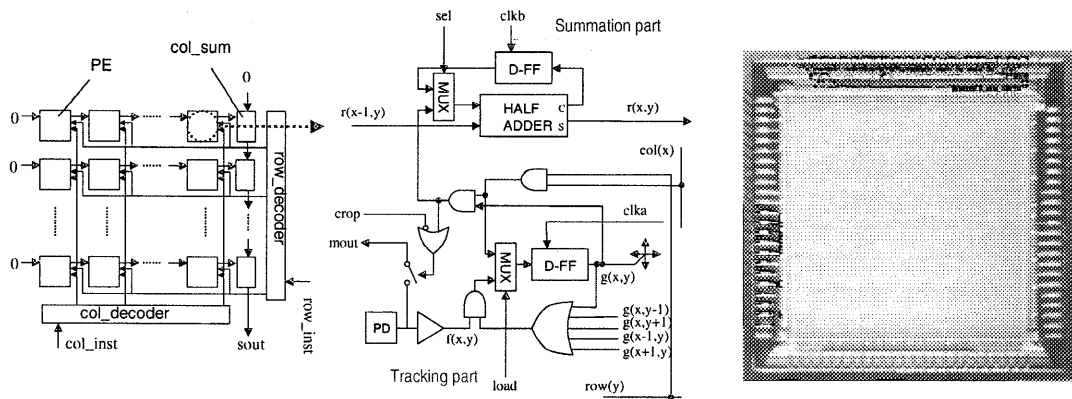 PE
col_sum
0
0
0
0
row_decoder
col_decoder
col_inst
sout
row_inst
sel
clkb
Summation part
D-FF
MUX
HALF
ADDER
C
S
r(x-1,y)
r(x,y)
col(x)
crop
mout
clka
MUX
D-FF
g(x,y)
PD
f(x,y)
g(x,y-1)
g(x,y+1)
g(x-1,y)
g(x+1,y)
Tracking part
load
row(y)